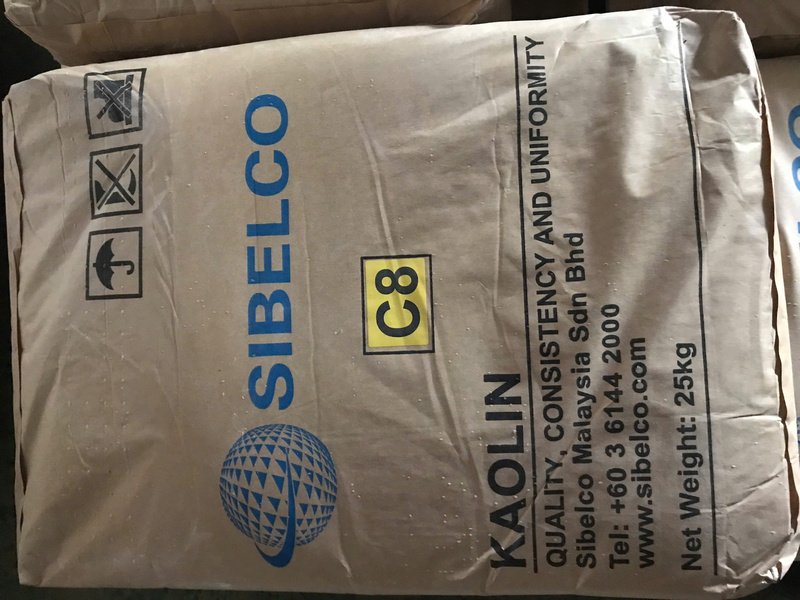 SIBELCO
C8
KAOLIN
QUALITY, CONSISTENCY AND UNIFORMITY
Sibelco Malaysia Sdn Bhd
Tel: +60 3 6144 2000
www.sibelco.com
Net Weight: 25kg
CO